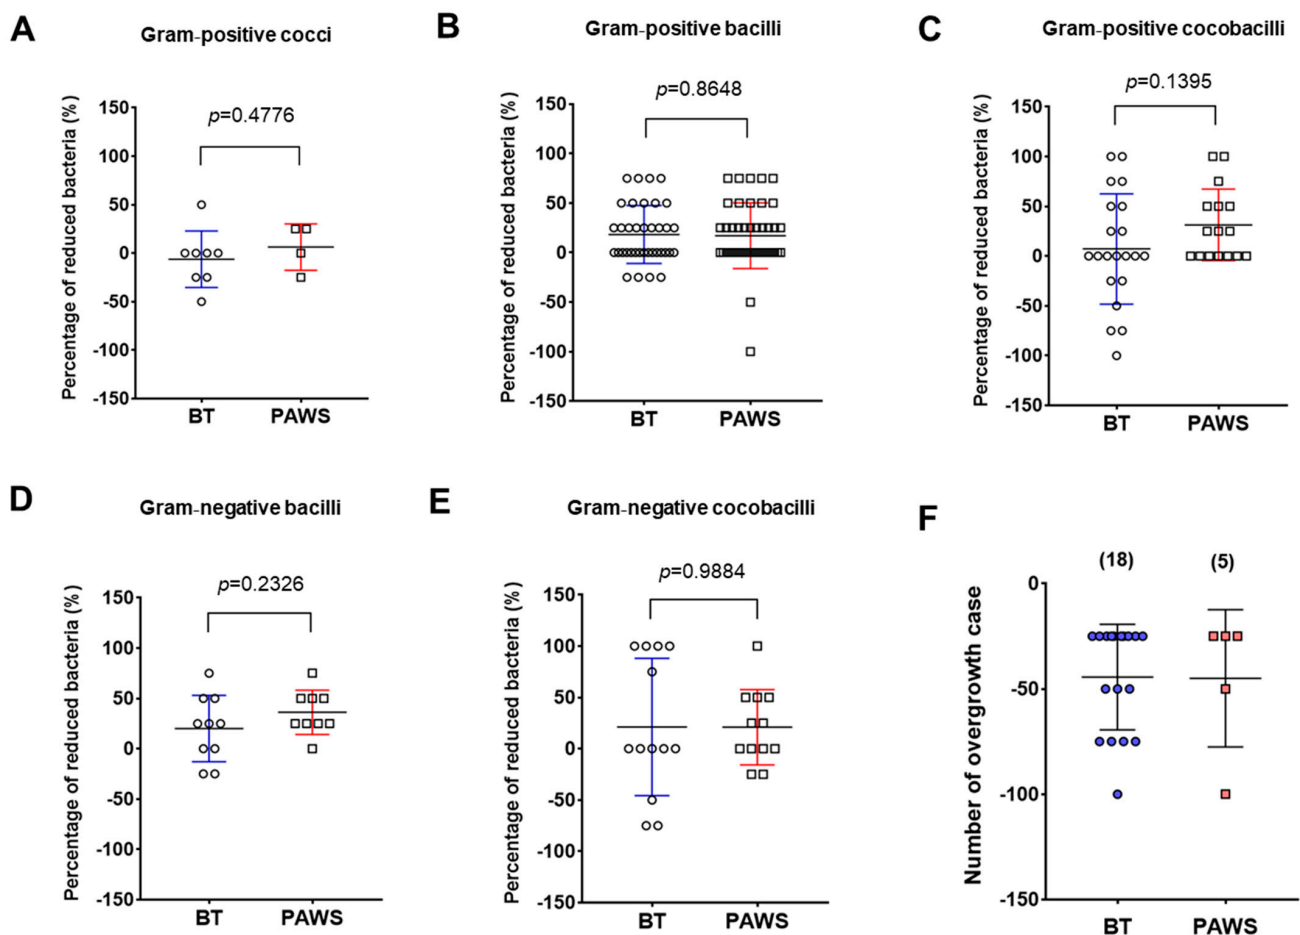 A
Gram-positive cocci
p=0.4776
Percentage of reduced bacteria (%)
150
100
50
0
-50
-100
-150
BT
PAWS
B
Gram-positive bacilli
p=0.8648
Percentage of reduced bacteria (%)
150
100
50
0
-50
-100
-150
BT
PAWS
C
Gram-positive cocobacilli
p=0.1395
Percentage of reduced bacteria (%)
150
100
50
0
-50
-100
-150
BT
PAWS
D
Gram-negative bacilli
p=0.2326
Percentage of reduced bacteria (%)
150
100
50
0
-50
-100
-150
BT
PAWS
E
Gram-negative cocobacilli
p=0.9884
Percentage of reduced bacteria (%)
150
100
50
0
-50
-100
-150
BT
PAWS
F
(18)
(5)
Number of overgrowth case
0
-50
-100
-150
BT
PAWS